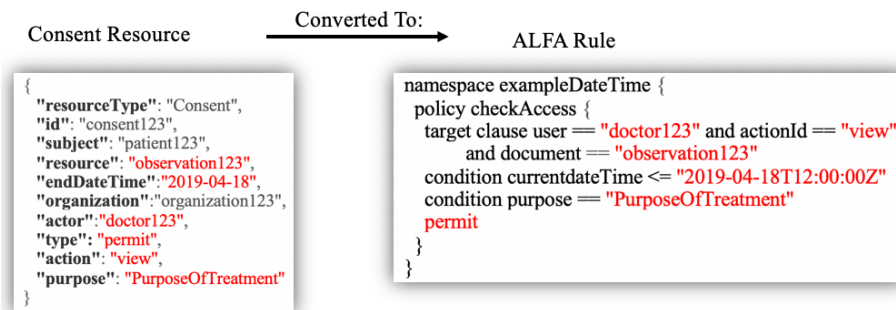 Converted To:
Consent Resource
ALFA Rule
{
"resourceType": "Consent",
"id": "consent123",
"subject": "patient123",
"resource": "observation123",
"endDateTime":"2019-04-18",
"organization":"organization123",
"actor":"doctor123",
"type": "permit",
"action": "view",
"purpose": "PurposeOfTreatment"
}
namespace exampleDateTime {
policy checkAccess {
target clause user == "doctor123" and actionId == "view"
and document == "observation123"
condition currentdateTime <= "2019-04-18T12:00:00Z"
condition purpose == "PurposeOfTreatment"
permit
}
}